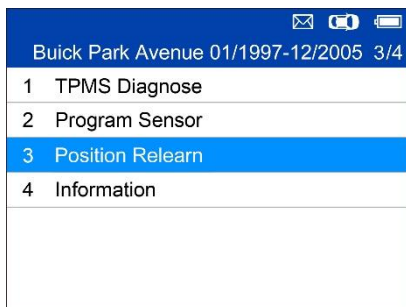 Buick Park Avenue 01/1997-12/2005 3/4
1 TPMS Diagnose
2 Program Sensor
3 Position Relearn
4 Information